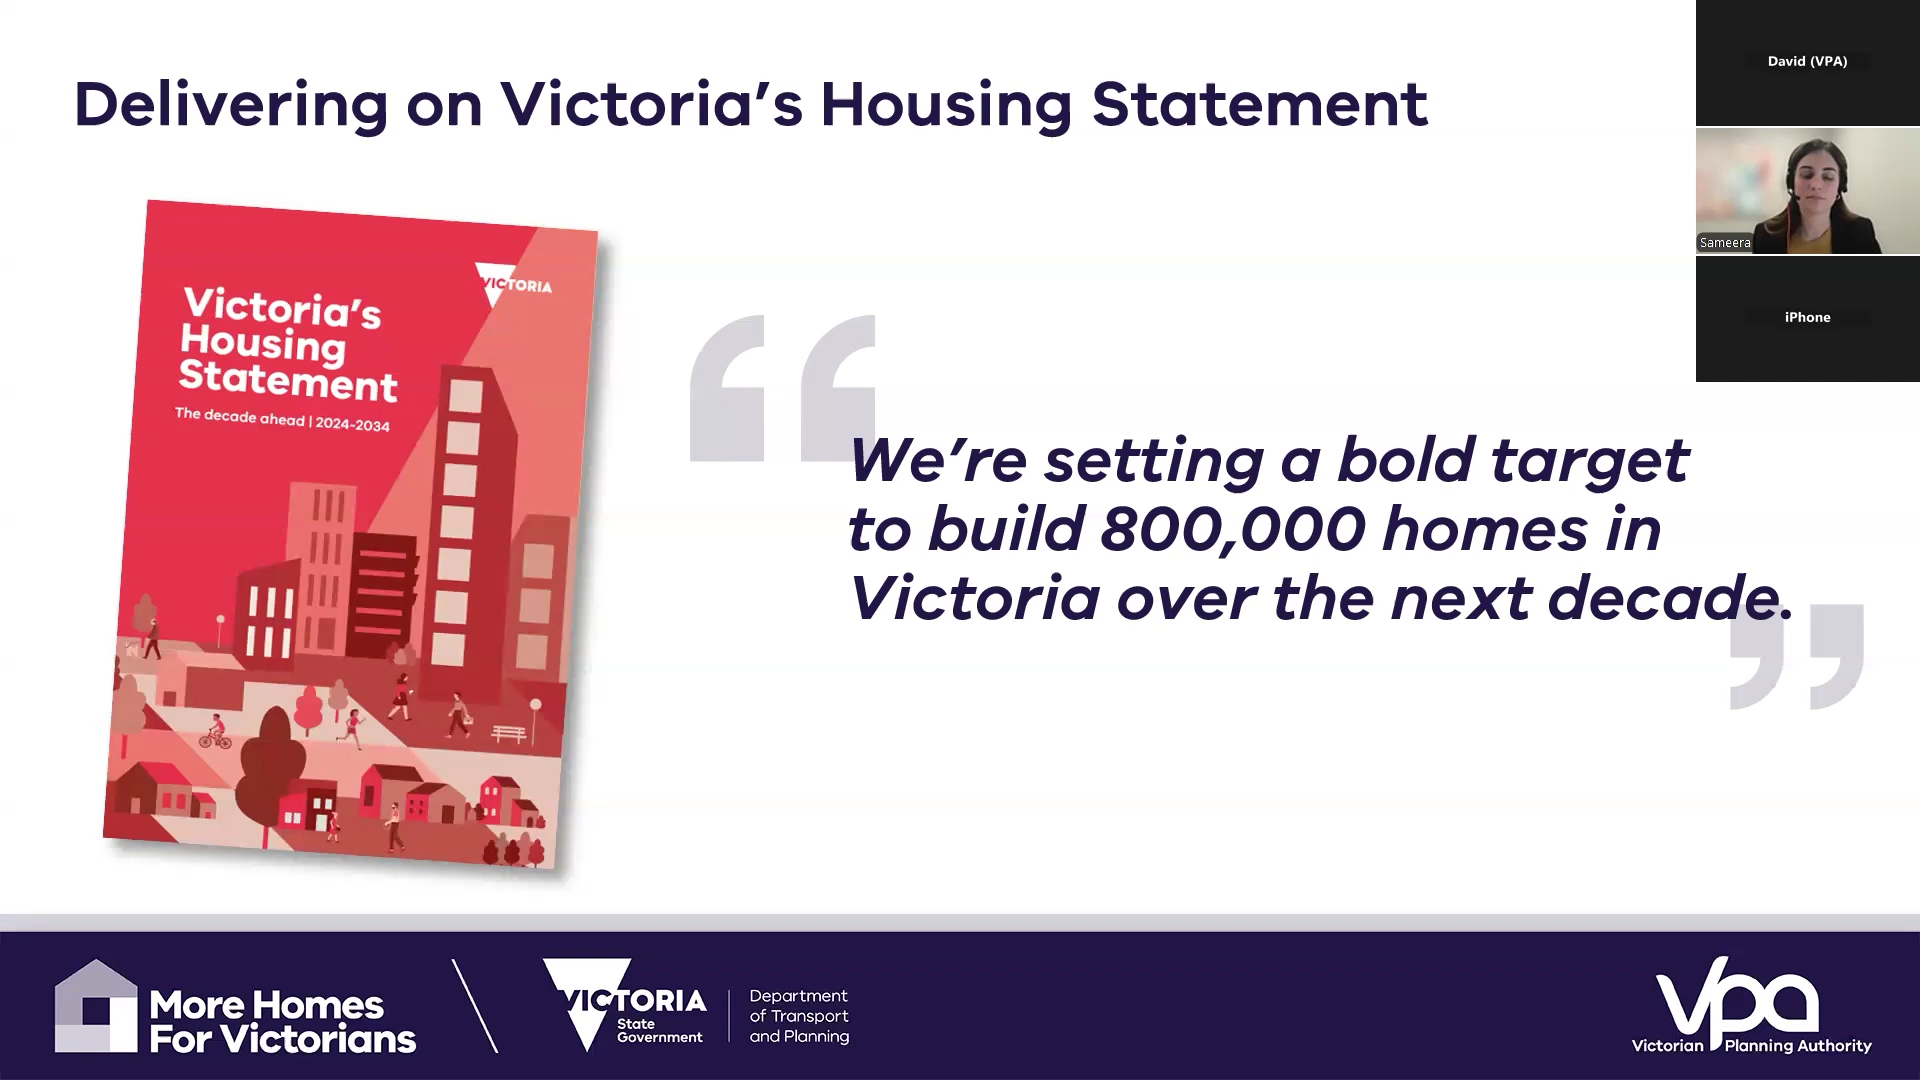 Delivering on Victoria’s Housing Statement
David (VPA)
Sameera
iPhone
VICTORIA
Victoria’s
Housing
Statement
The decade ahead | 2024-2034
“
We’re setting a bold target
to build 800,000 homes in
Victoria over the next decade.
”
More Homes
For Victorians
VICTORIA
State
Government
Department
of Transport
and Planning
vpa
Victorian Planning Authority